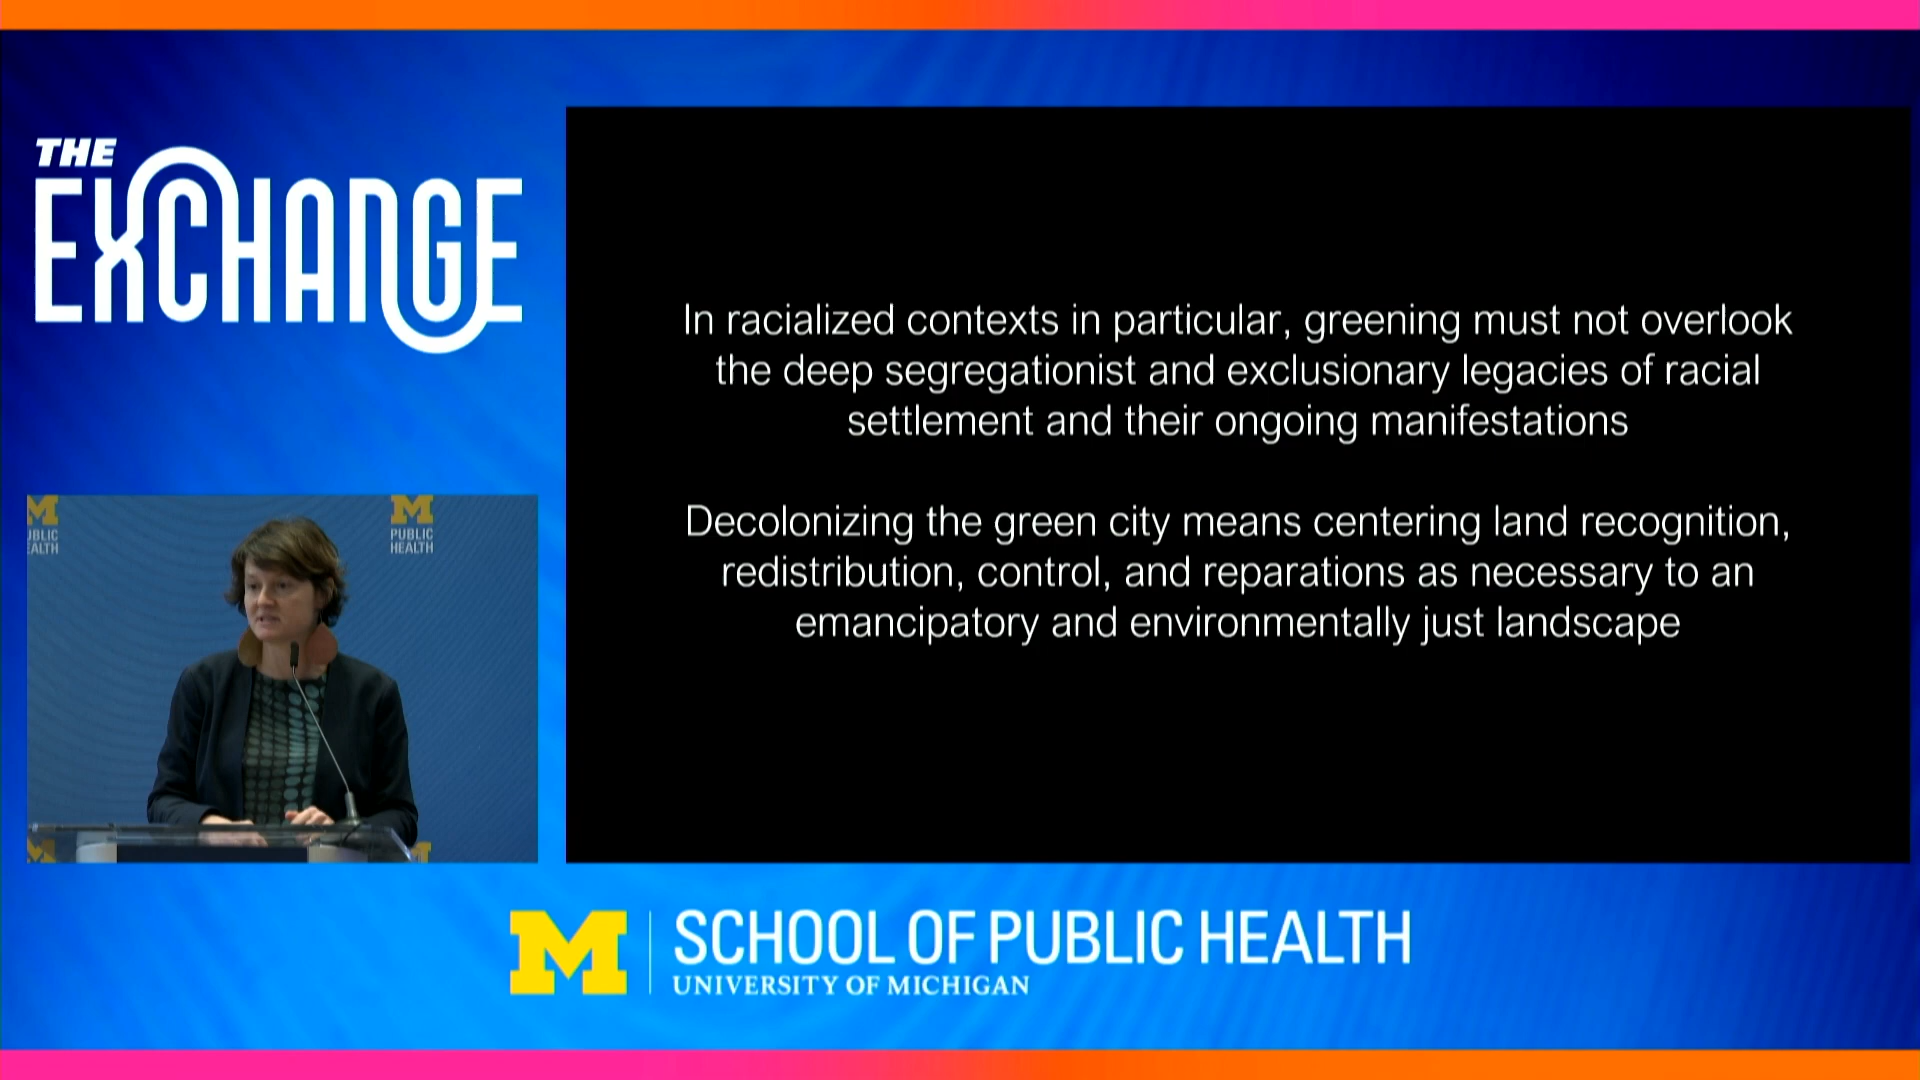 THE
EXCHANGE
In racialized contexts in particular, greening must not overlook
the deep segregationist and exclusionary legacies of racial
settlement and their ongoing manifestations
Decolonizing the green city means centering land recognition,
redistribution, control, and reparations as necessary to an
emancipatory and environmentally just landscape
M
UBLIC
EALTH
M
PUBLIC
HEALTH
M
SCHOOL OF PUBLIC HEALTH
UNIVERSITY OF MICHIGAN